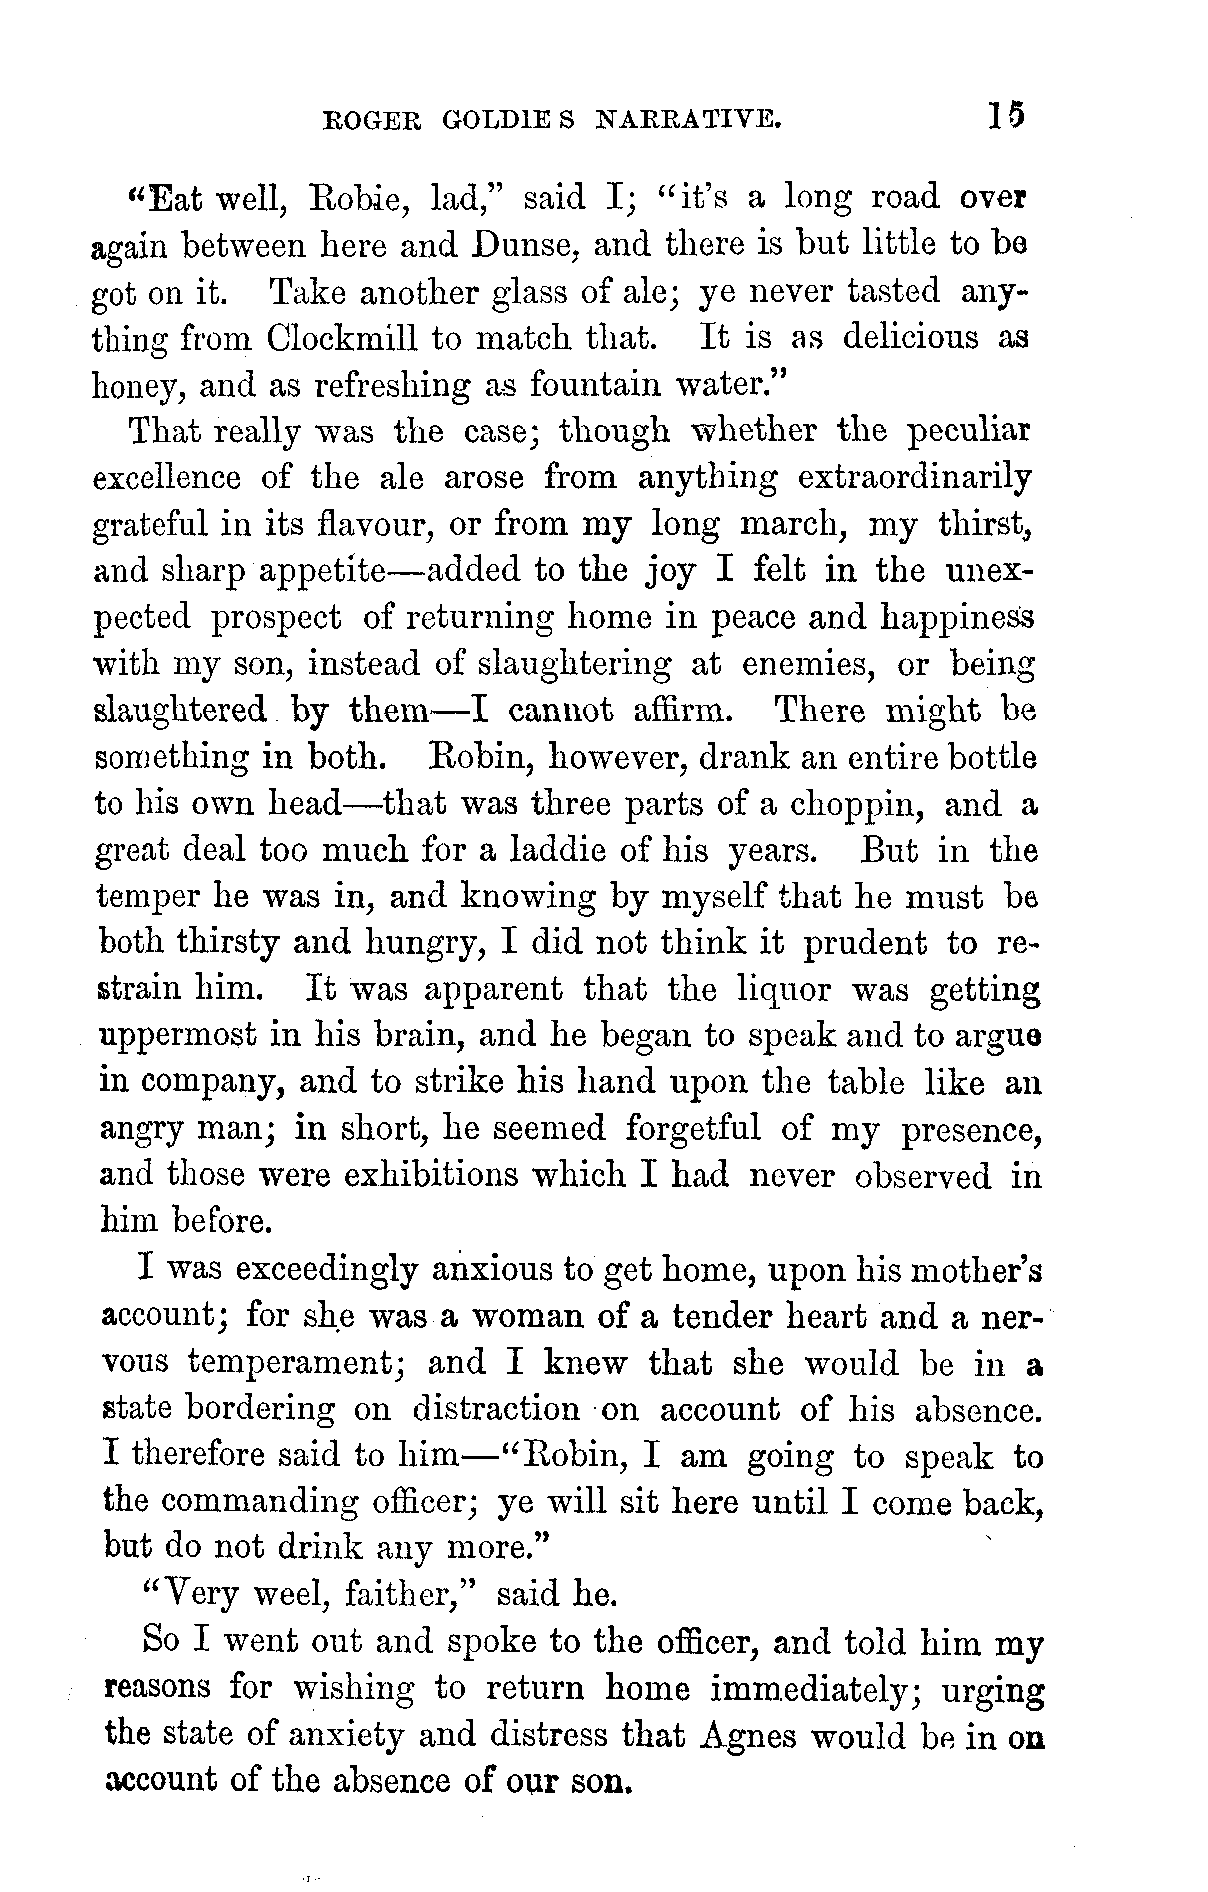 ROGER GOLDIE S NARRATIVE. 15
"Eat well, Robie, lad," said I; "it's a long road over
again between here and Dunse, and there is but little to be
got on it. Take another glass of ale; ye never tasted any-
thing from Clockmill to match that. It is as delicious as
honey, and as refreshing as fountain water."
That really was the case; though whether the peculiar
excellence of the ale arose from anything extraordinarily
grateful in its flavour, or from my long march, my thirst,
and sharp appetite—added to the joy I felt in the unex-
pected prospect of returning home in peace and happiness
with my son, instead of slaughtering at enemies, or being
slaughtered by them—I cannot affirm. There might be
something in both. Robin, however, drank an entire bottle
to his own head—that was three parts of a choppin, and a
great deal too much for a laddie of his years. But in the
temper he was in, and knowing by myself that he must be
both thirsty and hungry, I did not think it prudent to re-
strain him. It was apparent that the liquor was getting
uppermost in his brain, and he began to speak and to argue
in company, and to strike his hand upon the table like an
angry man; in short, he seemed forgetful of my presence,
and those were exhibitions which I had never observed in
him before.
I was exceedingly anxious to get home, upon his mother's
account; for she was a woman of a tender heart and a ner-
vous temperament; and I knew that she would be in a
state bordering on distraction on account of his absence.
I therefore said to him—"Robin, I am going to speak to
the commanding officer; ye will sit here until I come back,
but do not drink any more."
"Very weel, faither," said he.
So I went out and spoke to the officer, and told him my
reasons for wishing to return home immediately; urging
the state of anxiety and distress that Agnes would be in on
account of the absence of our son.